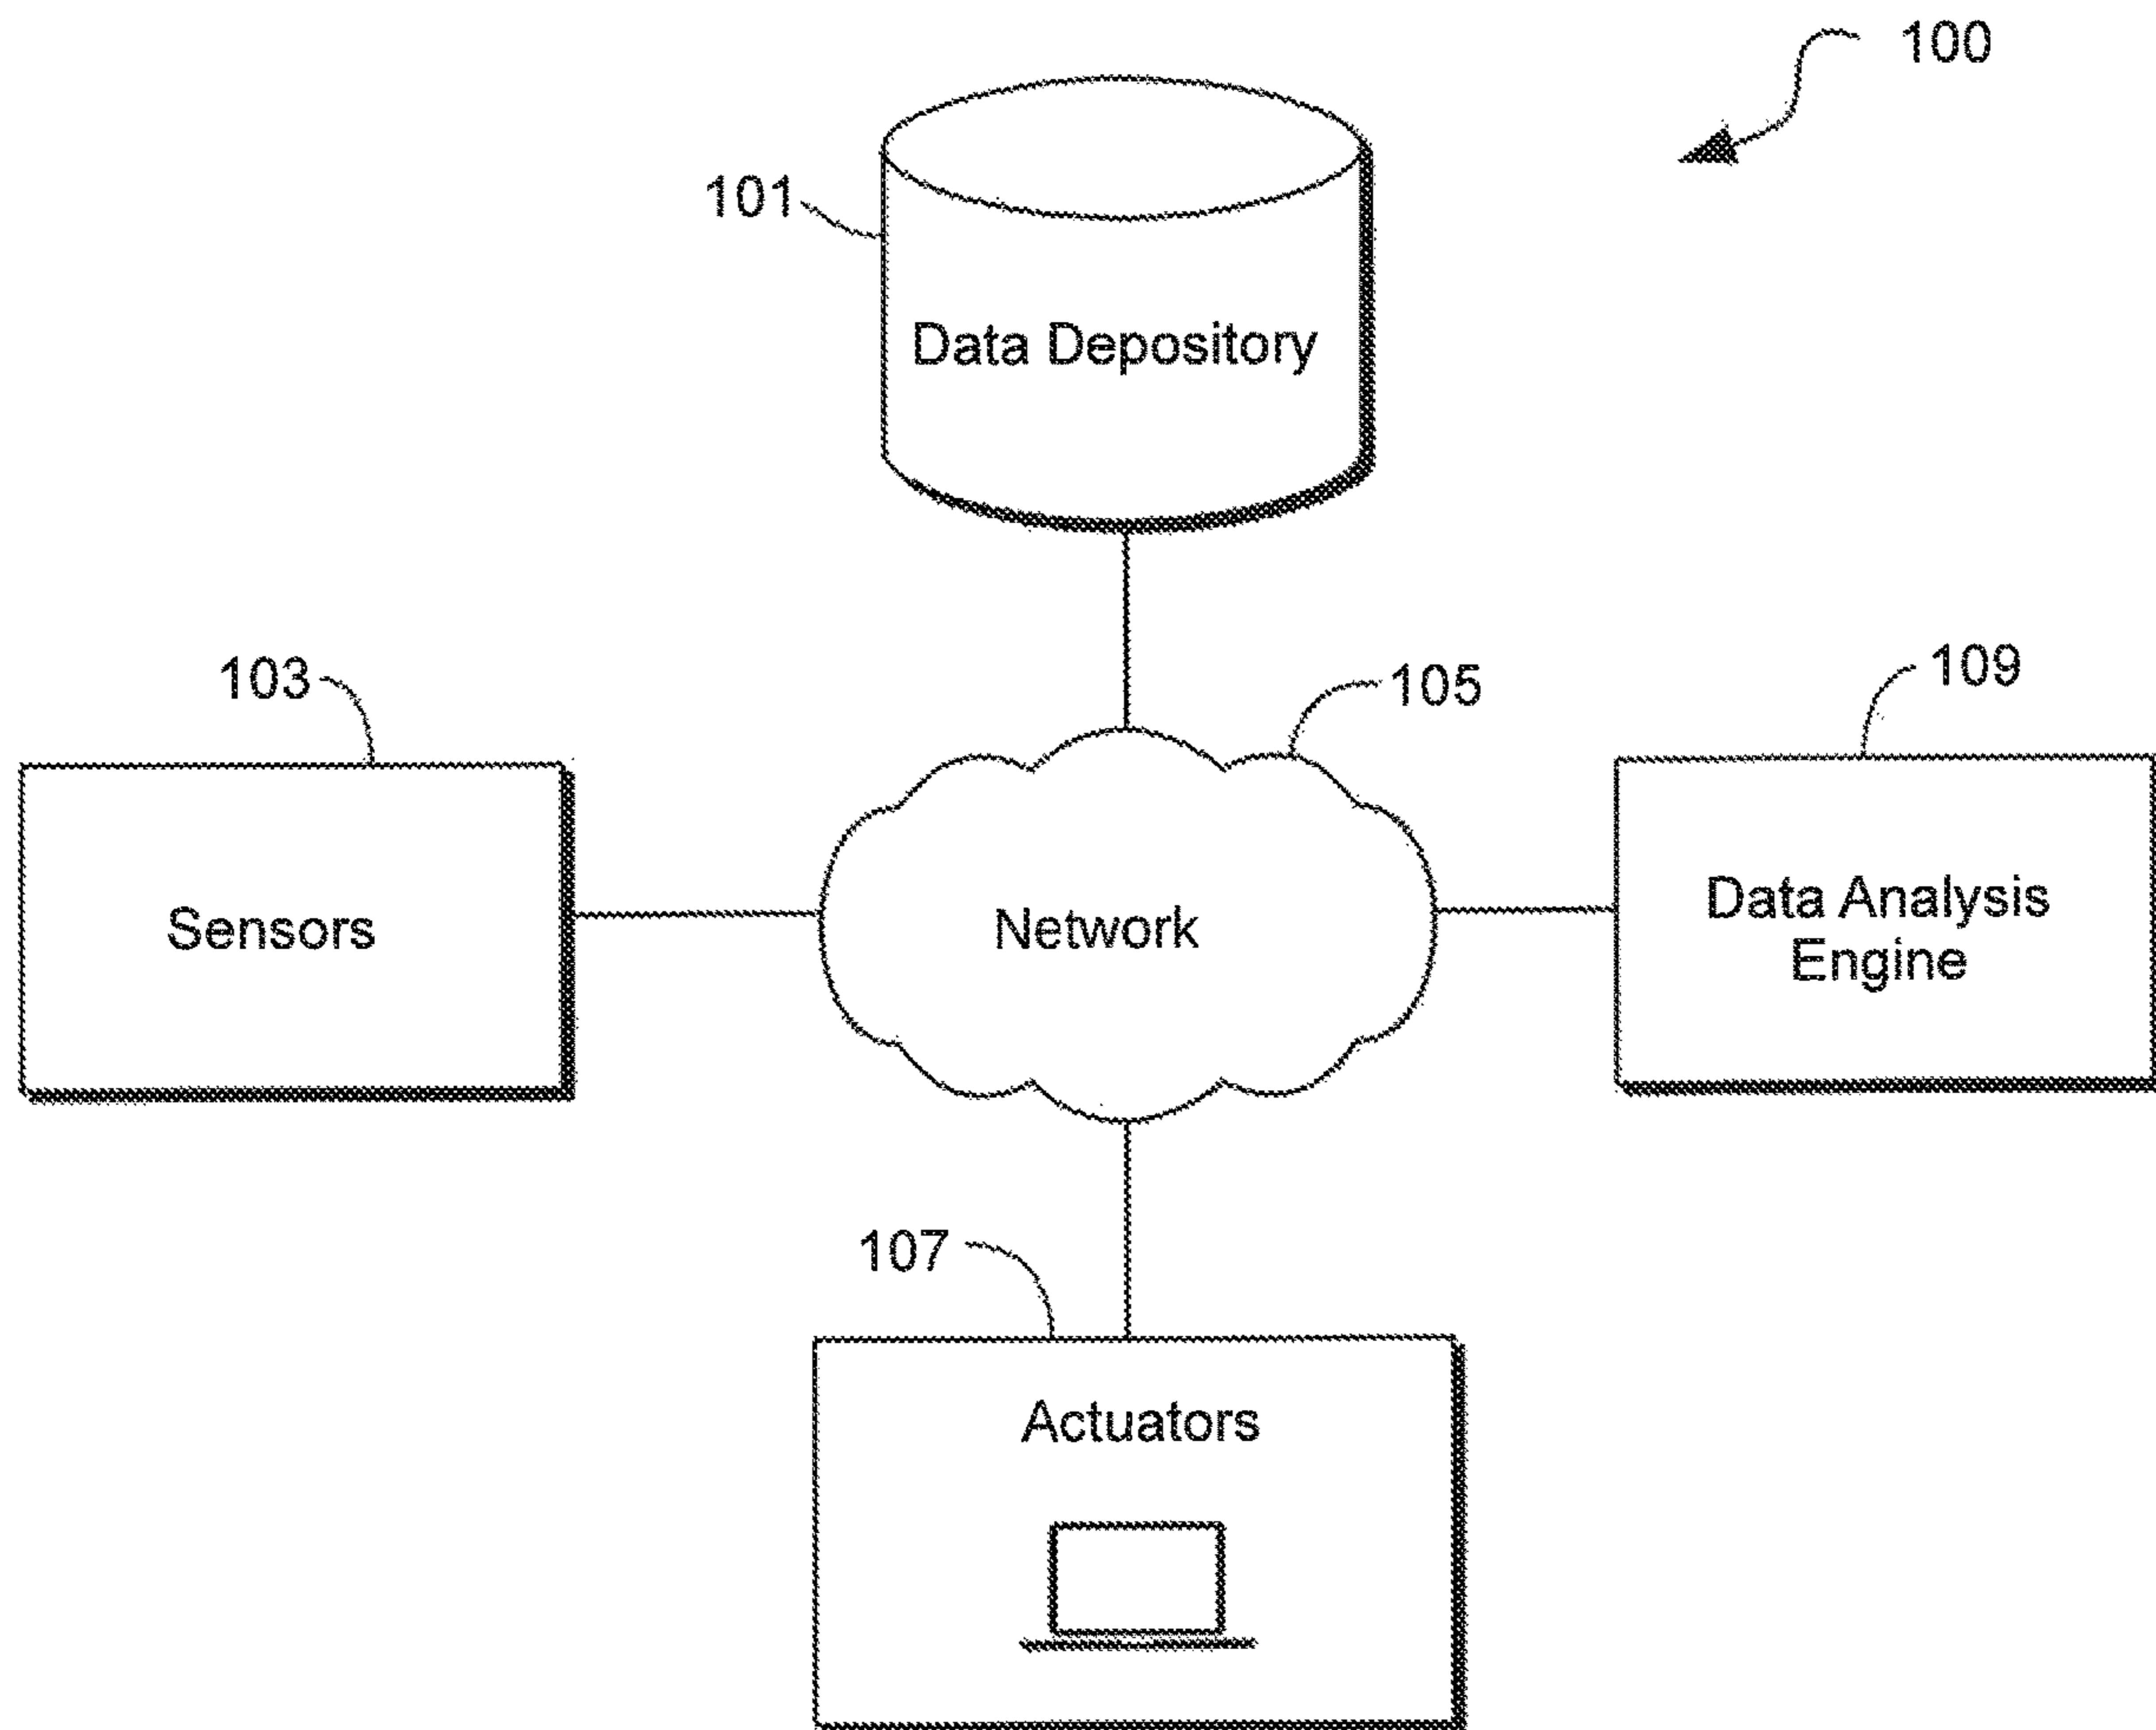 100
101
Data Depository
103
105
109
Sensors
Network
Data Analysis
Engine
107
Actuators